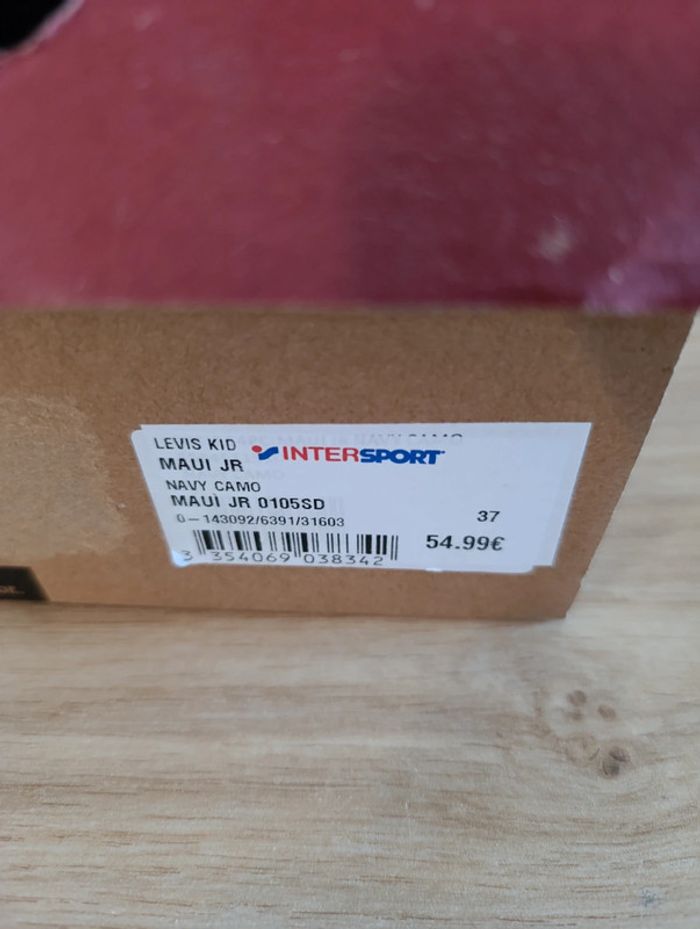 LEVIS KID
INTERSPORT
MAUI JR
NAVY CAMO
MAUI JR 0105SD
0-143092/6391/31603
37
54.99€
3 354069 038342